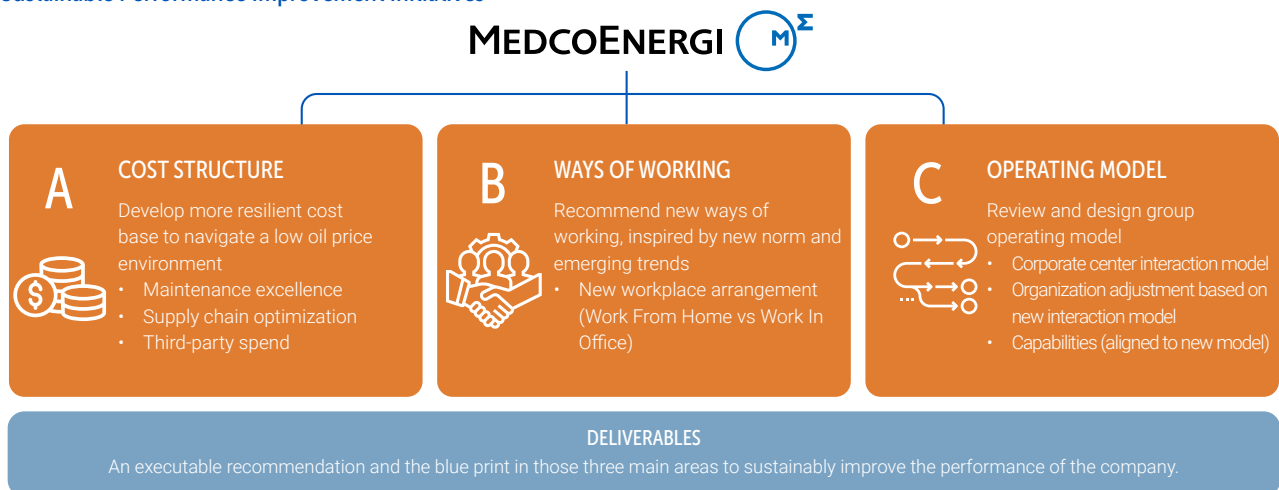 Sustainable Performance Improvement Initiatives
MEDCOENERGI M Σ
A
COST STRUCTURE
Develop more resilient cost
base to navigate a low oil price
environment
• Maintenance excellence
• Supply chain optimization
• Third-party spend
$
B
WAYS OF WORKING
Recommend new ways of
working, inspired by new norm and
emerging trends
• New workplace arrangement
(Work From Home vs Work In
Office)
C
OPERATING MODEL
Review and design group
operating model
• Corporate center interaction model
• Organization adjustment based on
new interaction model
• Capabilities (aligned to new model)
DELIVERABLES
An executable recommendation and the blue print in those three main areas to sustainably improve the performance of the company.